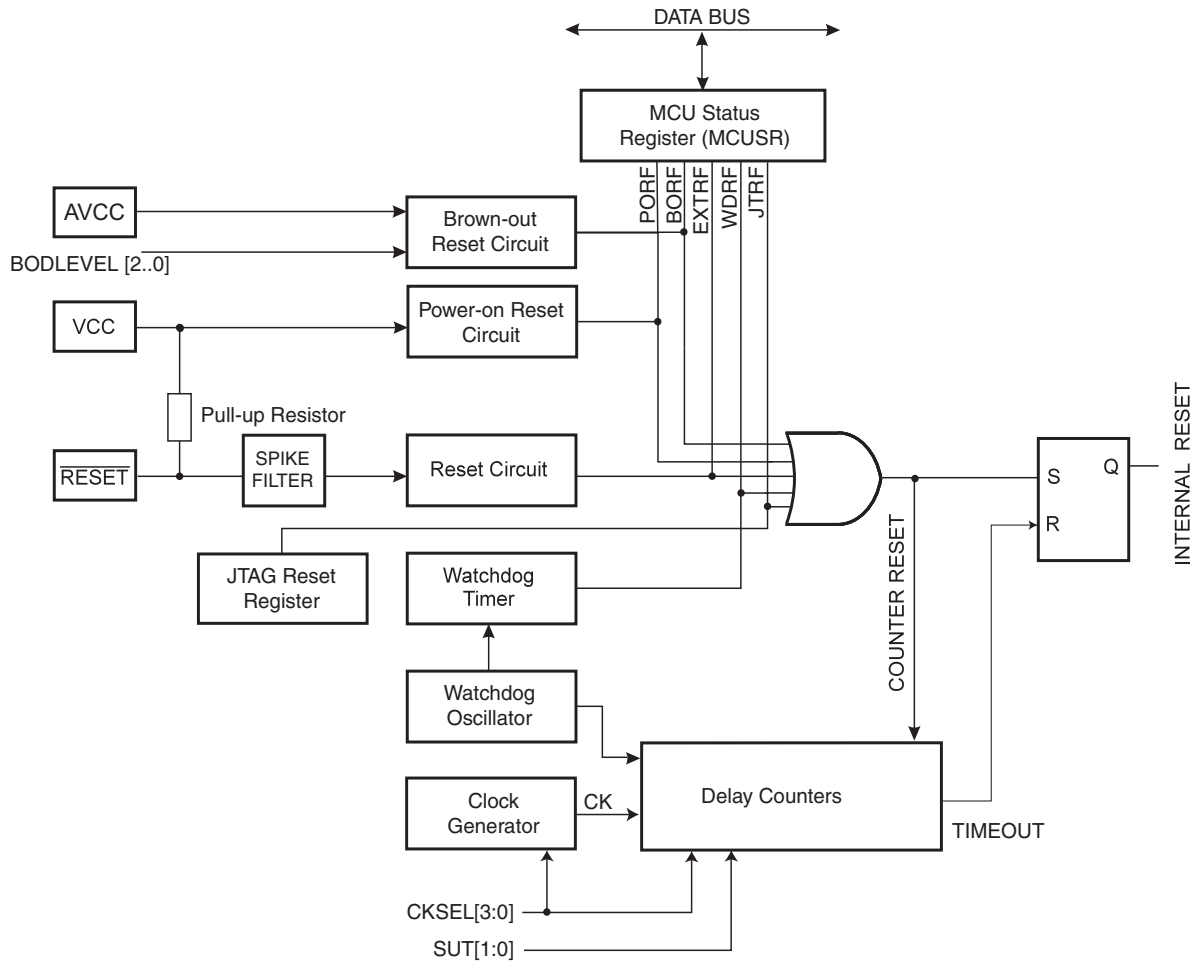 DATA BUS
MCU Status
Register (MCUSR)
PORF
BORF
EXTRF
WDRF
JTRF
AVCC
Brown-out
Reset Circuit
BODLEVEL [2..0]
VCC
Power-on Reset
Circuit
Pull-up Resistor
RESET
SPIKE
FILTER
Reset Circuit
S
Q
R
INTERNAL RESET
JTAG Reset
Register
Watchdog
Timer
COUNTER RESET
Watchdog
Oscillator
Clock
Generator
CK
Delay Counters
TIMEOUT
CKSEL[3:0]
SUT[1:0]